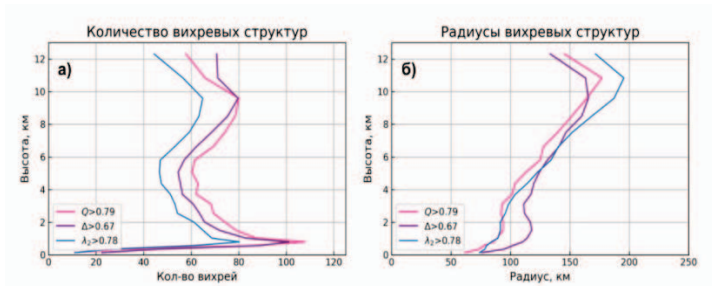 Количество вихревых структур
а)
Высота, км
12
10
8
6
4
2
0
Q>0.79
Δ>0.67
λ₂>0.78
0 20 40 60 80 100 120
Кол-во вихрей
Радиусы вихревых структур
б)
Высота, км
12
10
8
6
4
2
0
Q>0.79
Δ>0.67
λ₂>0.78
0 50 100 150 200 250
Радиус, км